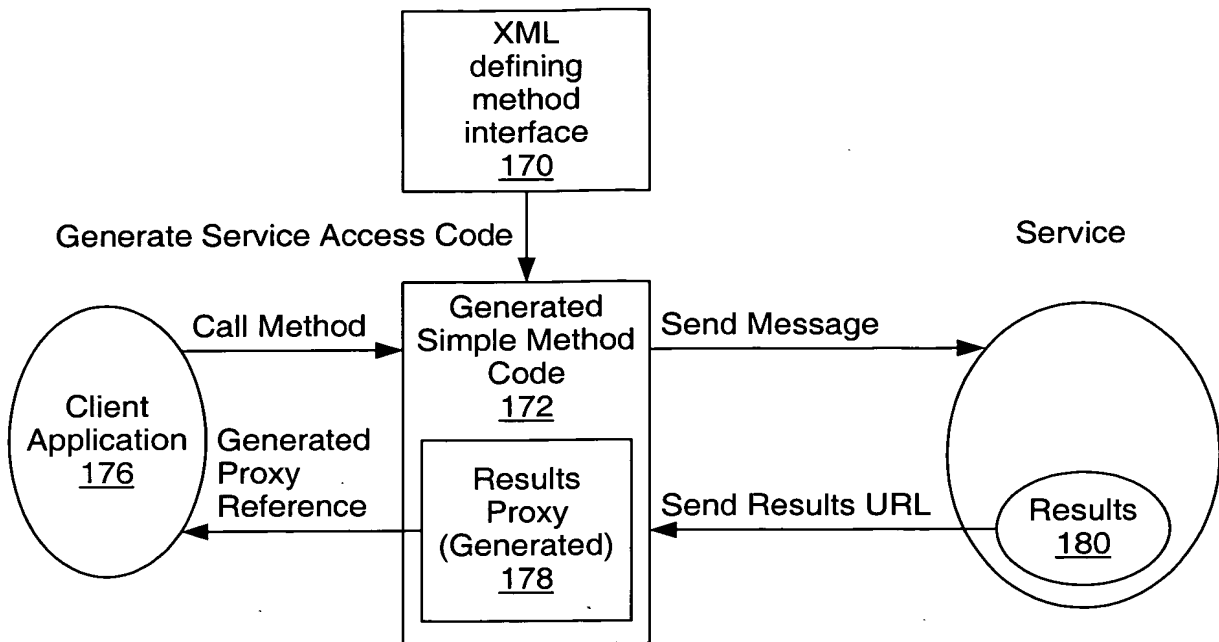 XML
defining
method
interface
170
Generate Service Access Code
Service
Call Method
Generated
Simple Method
Code
172
Send Message
Client
Application
176
Generated
Proxy
Reference
Results
Proxy
(Generated)
178
Send Results URL
Results
180